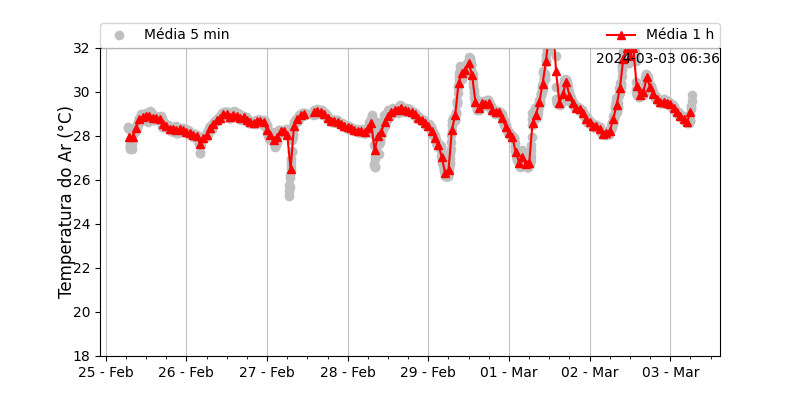 Média 5 min
Média 1 h
2024-03-03 06:36
Temperatura do Ar (°C)
32
30
28
26
24
22
20
18
25 - Feb
26 - Feb
27 - Feb
28 - Feb
29 - Feb
01 - Mar
02 - Mar
03 - Mar